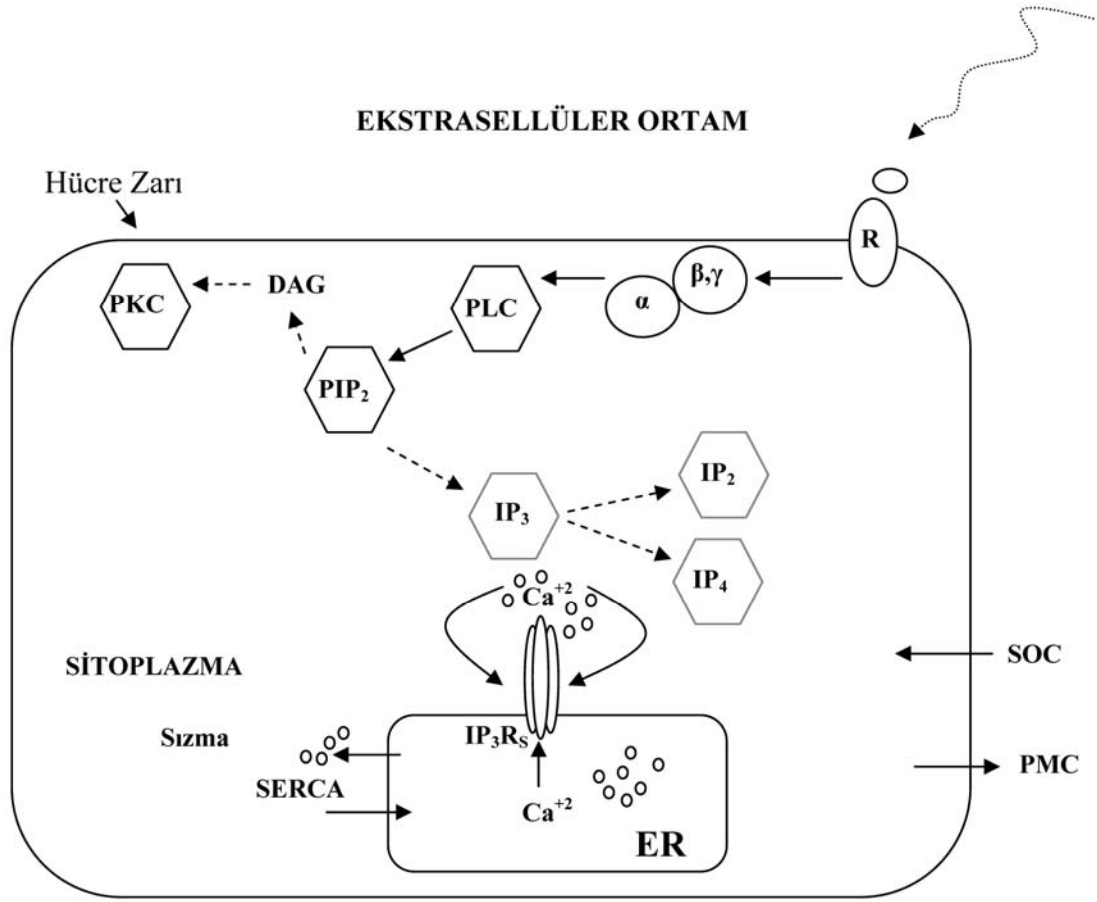 EKSTRASELLÜLER ORTAM
Hücre Zarı
R
β,γ
α
PLC
DAG
PKC
PIP₂
IP₃
IP₂
IP₄
Ca⁺²
SİTOPLAZMA
SOC
Sızma
IP₃R_S
SERCA
PMC
Ca⁺²
ER